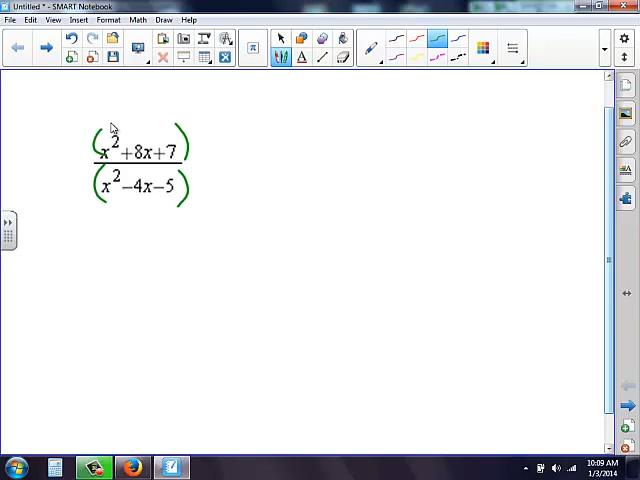 Untitled * - SMART Notebook
File Edit View Insert Format Math Draw Help
(x²+8x+7)
(x²−4x−5)
10:09 AM
1/3/2014